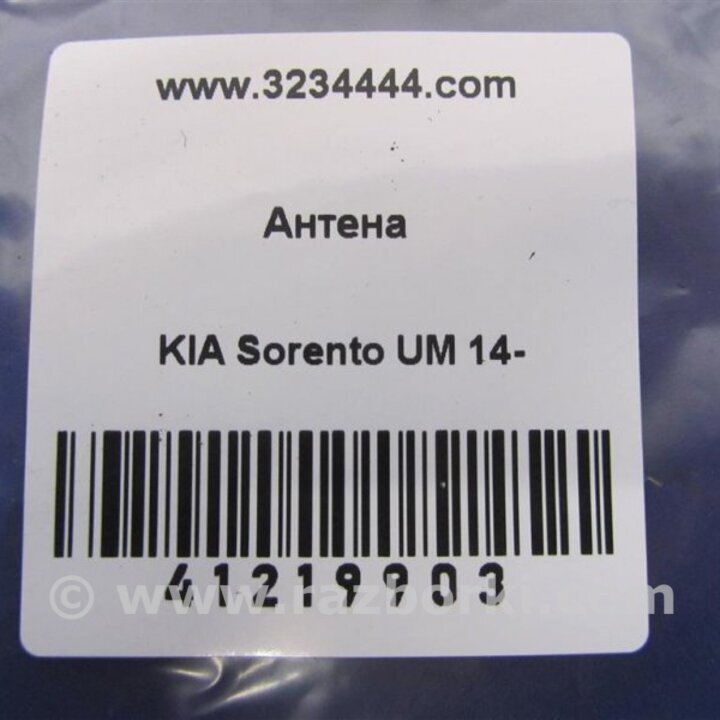 www.3234444.com
Антена
KIA Sorento UM 14-
41219903
© www.razborki.com